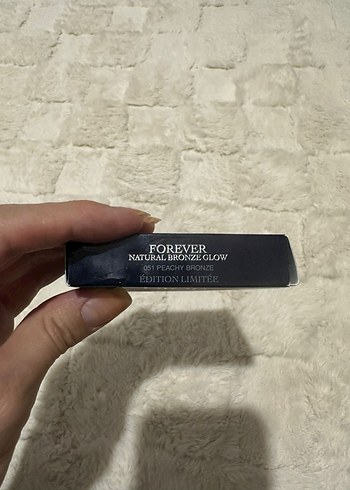 FOREVER
NATURAL BRONZE GLOW
051 PEACHY BRONZE
ÉDITION LIMITÉE